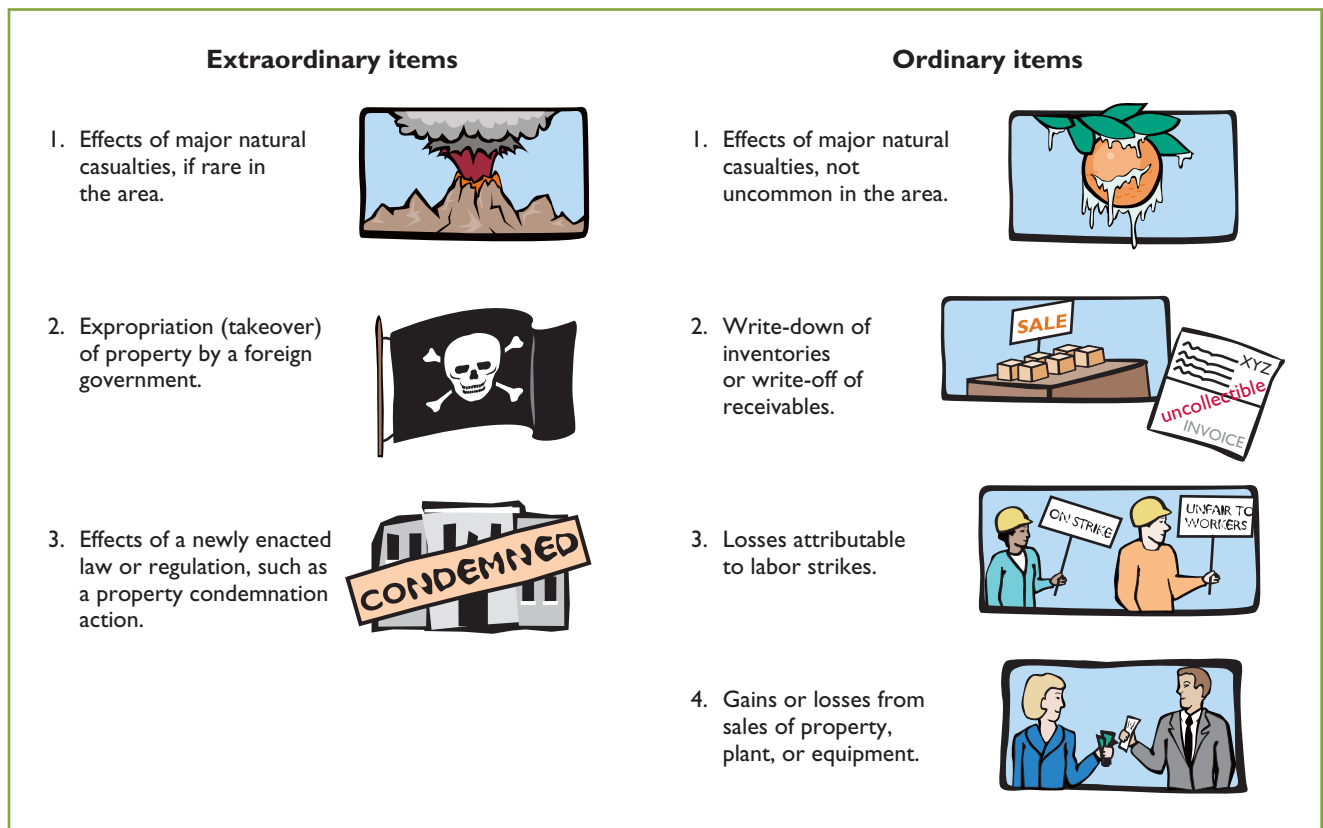 Extraordinary items
1. Effects of major natural
casualties, if rare in
the area.
2. Expropriation (takeover)
of property by a foreign
government.
3. Effects of a newly enacted
law or regulation, such as
a property condemnation
action.
CONDEMNED
Ordinary items
1. Effects of major natural
casualties, not
uncommon in the area.
2. Write-down of
inventories
or write-off of
receivables.
SALE
XYZ
uncollectible
INVOICE
3. Losses attributable
to labor strikes.
ON STRIKE
UNFAIR TO
WORKERS
4. Gains or losses from
sales of property,
plant, or equipment.